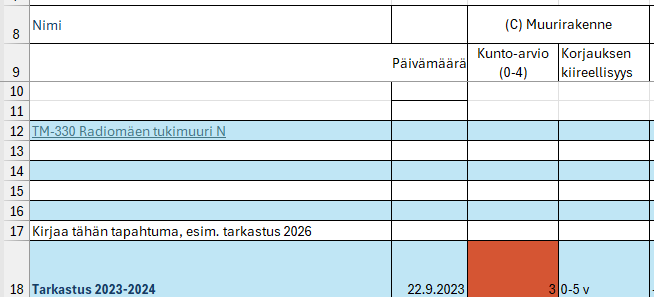 8 Nimi (C) Muurirakenne
9 Päivämäärä Kunto-arvio (0-4) Korjauksen kiireellisyys
10
11
12 TM-330 Radiomäen tukimuuri N
13
14
15
16
17 Kirjaa tähän tapahtuma, esim. tarkastus 2026
18 Tarkastus 2023-2024 22.9.2023 3 0-5 v